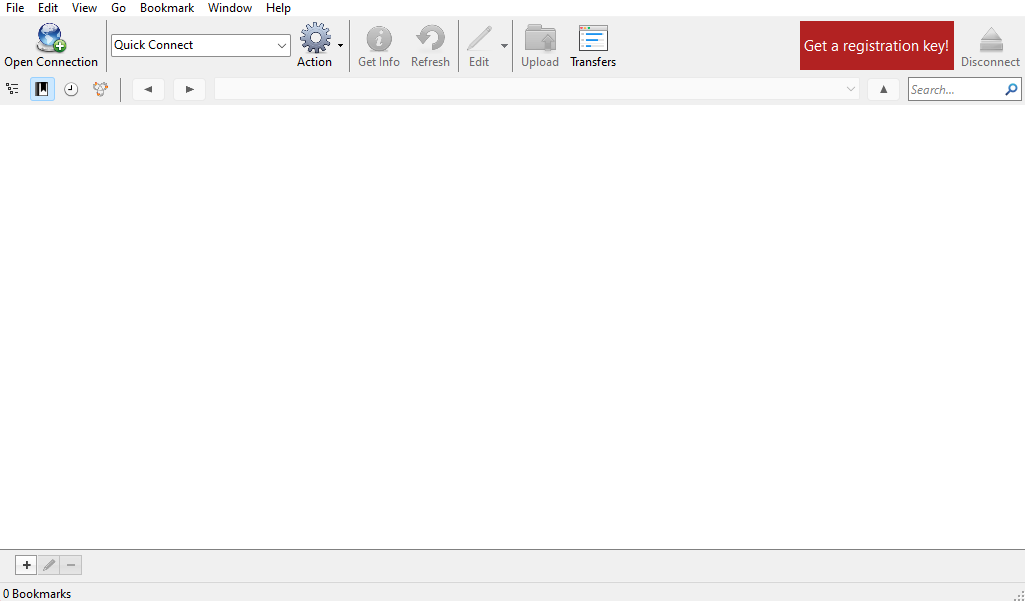 File Edit View Go Bookmark Window Help
Open Connection
Quick Connect
Action
Get Info
Refresh
Edit
Upload
Transfers
Get a registration key!
Disconnect
Search...
0 Bookmarks